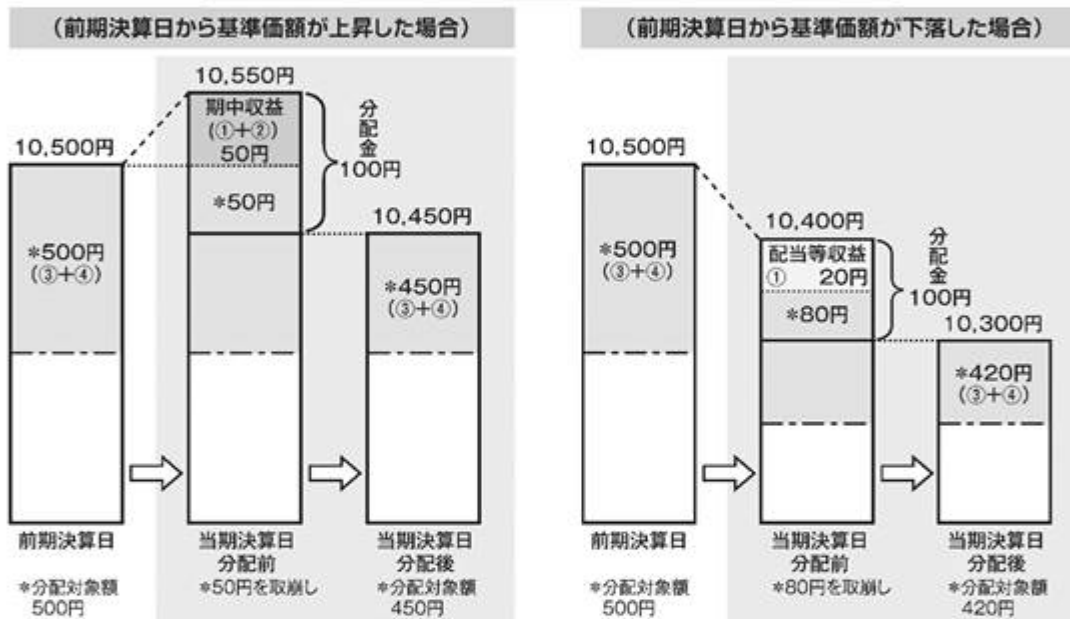 (前期決算日から基準価額が上昇した場合)
10,550円
期中収益
(①+②)
50円
*50円
分配金
100円
10,500円
*500円
(③+④)
10,450円
*450円
(③+④)
前期決算日
*分配対象額
500円
当期決算日
分配前
*50円を取崩し
当期決算日
分配後
*分配対象額
450円
(前期決算日から基準価額が下落した場合)
10,500円
*500円
(③+④)
10,400円
配当等収益
① 20円
*80円
分配金
100円
10,300円
*420円
(③+④)
前期決算日
*分配対象額
500円
当期決算日
分配前
*80円を取崩し
当期決算日
分配後
*分配対象額
420円